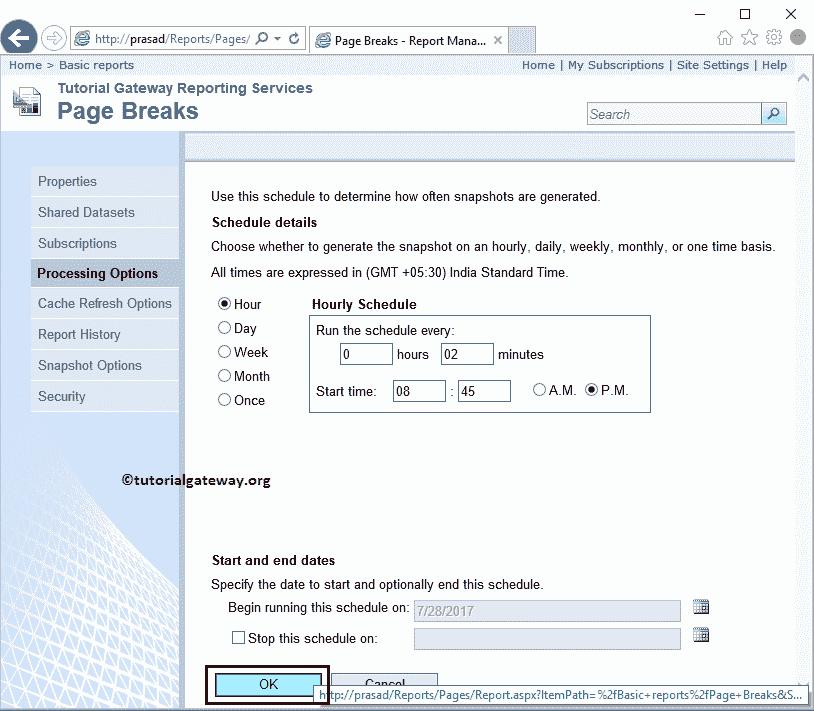 http://prasad/Reports/Pages/
Page Breaks - Report Mana...
Home > Basic reports
Home | My Subscriptions | Site Settings | Help
Tutorial Gateway Reporting Services
Page Breaks
Search
Properties
Shared Datasets
Subscriptions
Processing Options
Cache Refresh Options
Report History
Snapshot Options
Security
Use this schedule to determine how often snapshots are generated.
Schedule details
Choose whether to generate the snapshot on an hourly, daily, weekly, monthly, or one time basis.
All times are expressed in (GMT +05:30) India Standard Time.
Hour
Day
Week
Month
Once
Hourly Schedule
Run the schedule every:
0 hours 02 minutes
Start time: 08 : 45 A.M. P.M.
©tutorialgateway.org
Start and end dates
Specify the date to start and optionally end this schedule.
Begin running this schedule on: 7/28/2017
Stop this schedule on:
OK Cancel
http://prasad/Reports/Pages/Report.aspx?ItemPath=%2fBasic+reports%2fPage+Breaks&S...